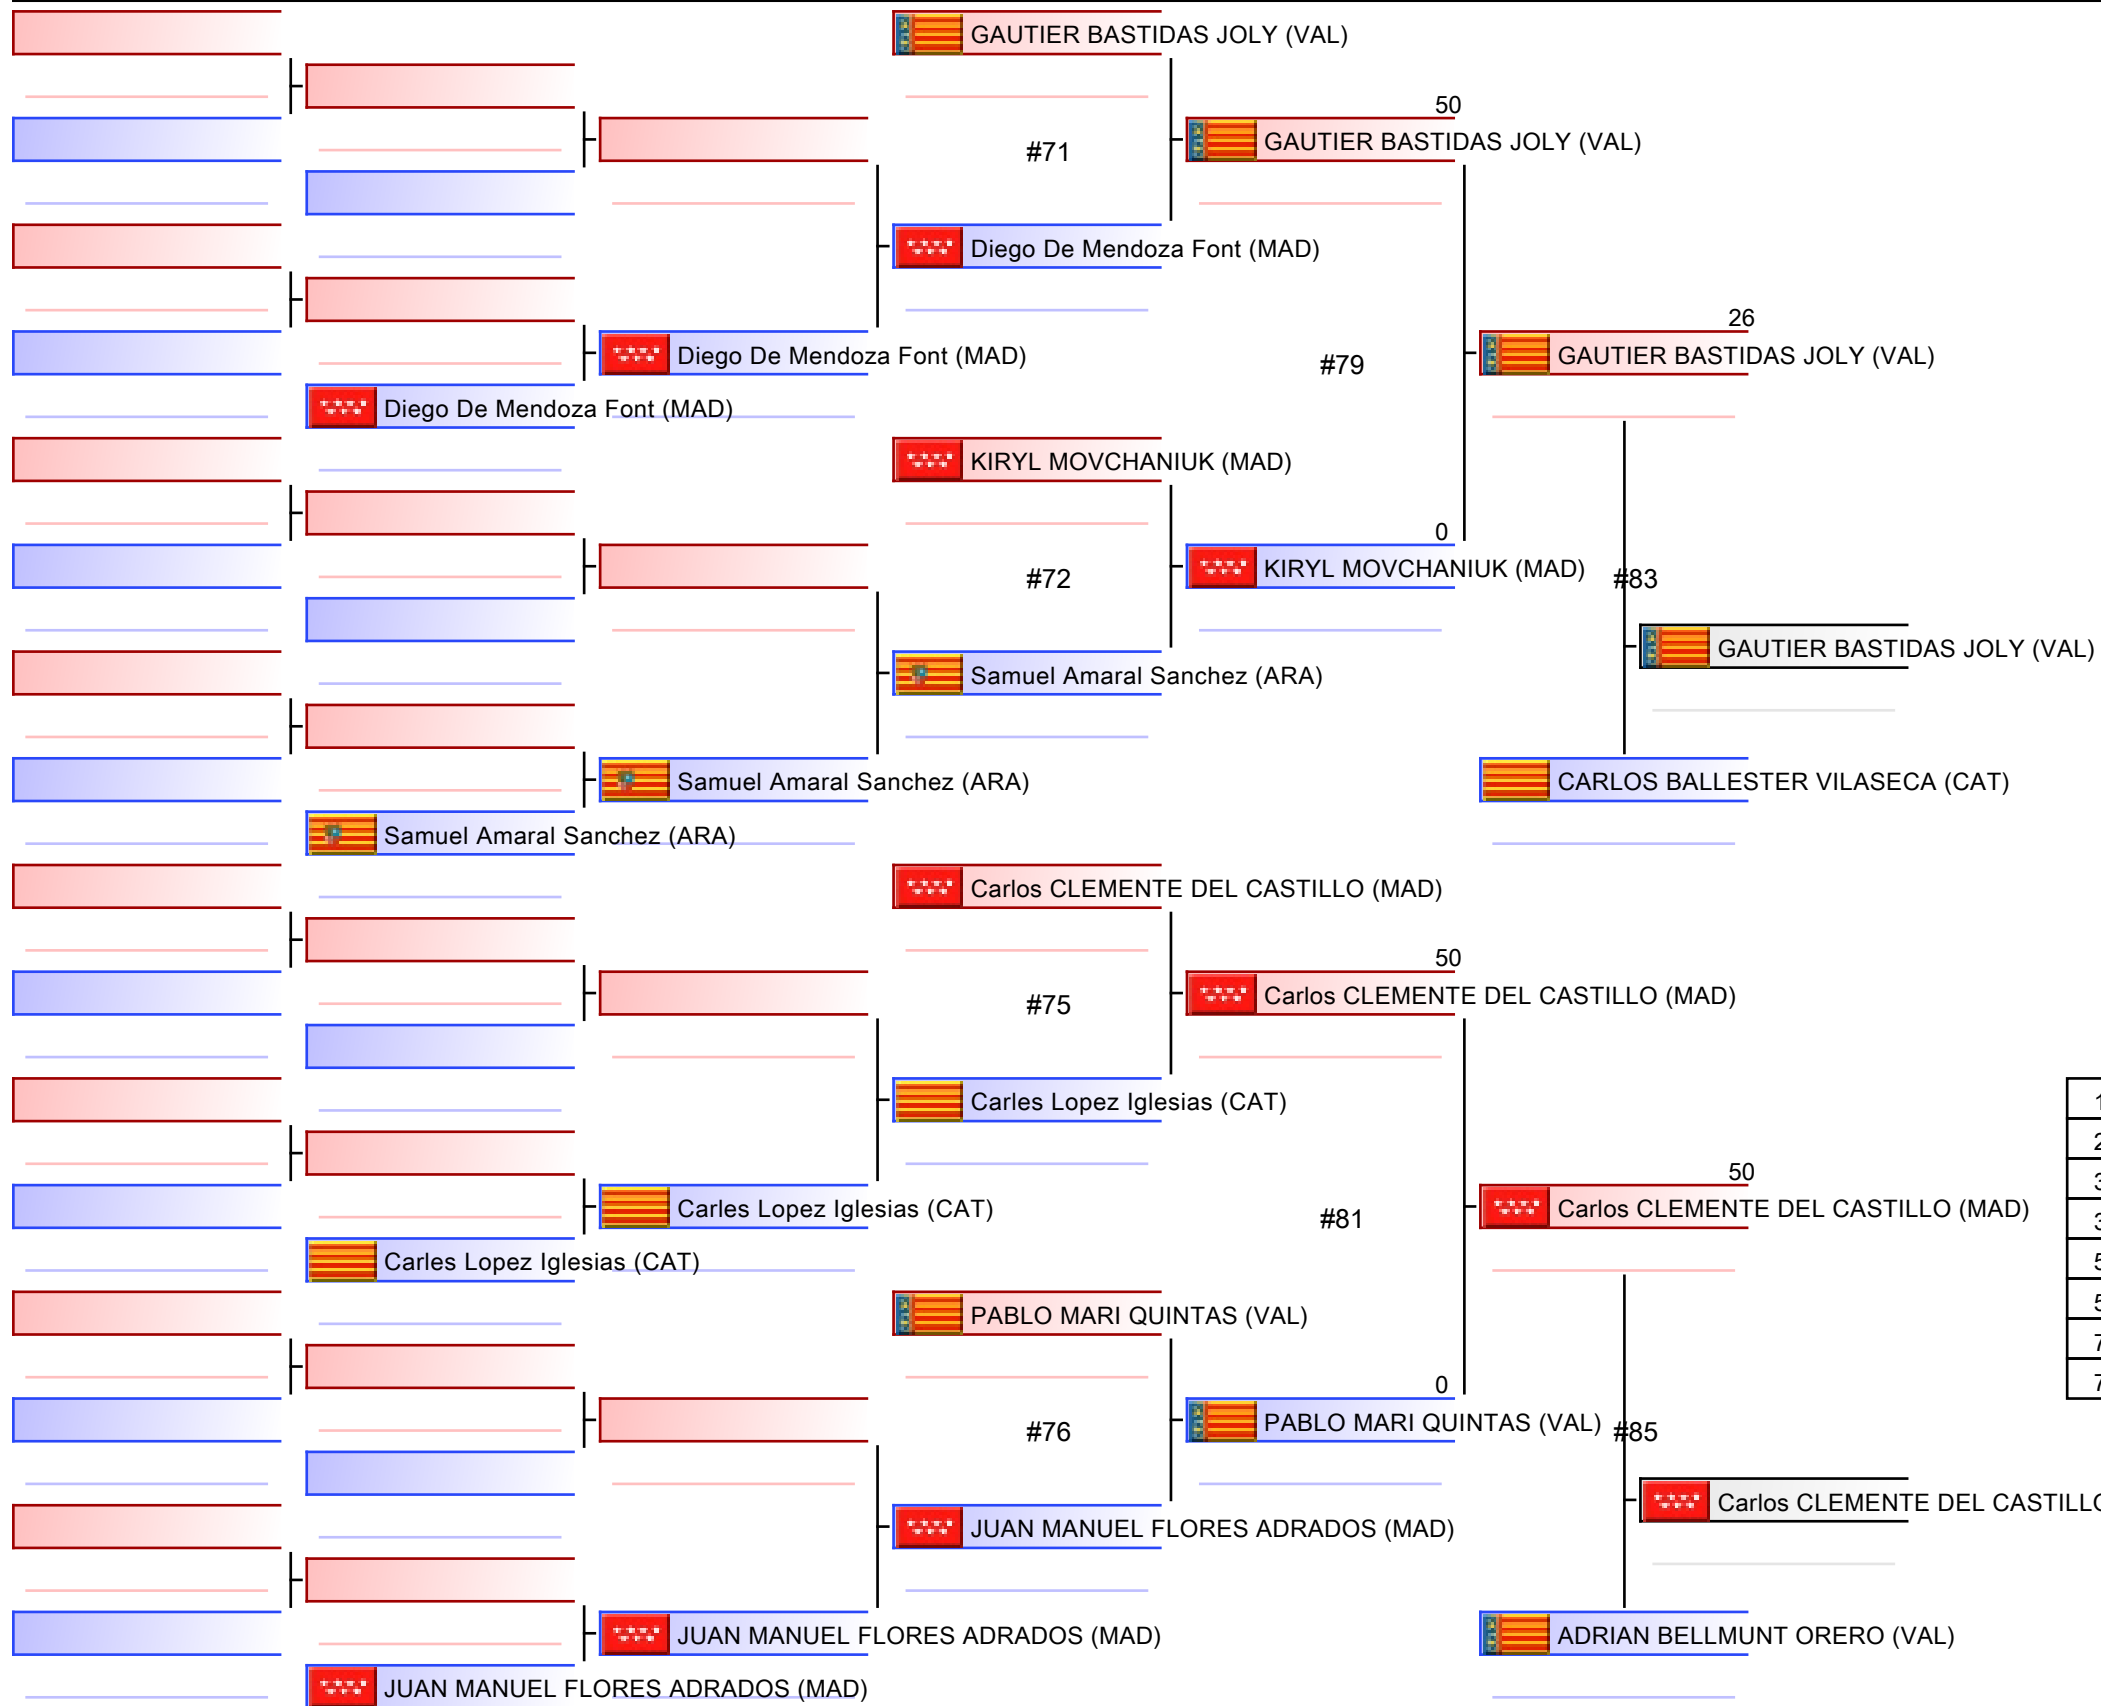 GAUTIER BASTIDAS JOLY (VAL)
50
#71
GAUTIER BASTIDAS JOLY (VAL)
Diego De Mendoza Font (MAD)
26
Diego De Mendoza Font (MAD)
#79
GAUTIER BASTIDAS JOLY (VAL)
Diego De Mendoza Font (MAD)
KIRYL MOVCHANIUK (MAD)
0
#72
KIRYL MOVCHANIUK (MAD)
#83
GAUTIER BASTIDAS JOLY (VAL)
Samuel Amaral Sanchez (ARA)
Samuel Amaral Sanchez (ARA)
CARLOS BALLESTER VILASECA (CAT)
Samuel Amaral Sanchez (ARA)
Carlos CLEMENTE DEL CASTILLO (MAD)
50
#75
Carlos CLEMENTE DEL CASTILLO (MAD)
Carles Lopez Iglesias (CAT)
50
Carles Lopez Iglesias (CAT)
#81
Carlos CLEMENTE DEL CASTILLO (MAD)
Carles Lopez Iglesias (CAT)
PABLO MARI QUINTAS (VAL)
0
#76
PABLO MARI QUINTAS (VAL)
#85
Carlos CLEMENTE DEL CASTILLO
JUAN MANUEL FLORES ADRADOS (MAD)
JUAN MANUEL FLORES ADRADOS (MAD)
ADRIAN BELLMUNT ORERO (VAL)
JUAN MANUEL FLORES ADRADOS (MAD)